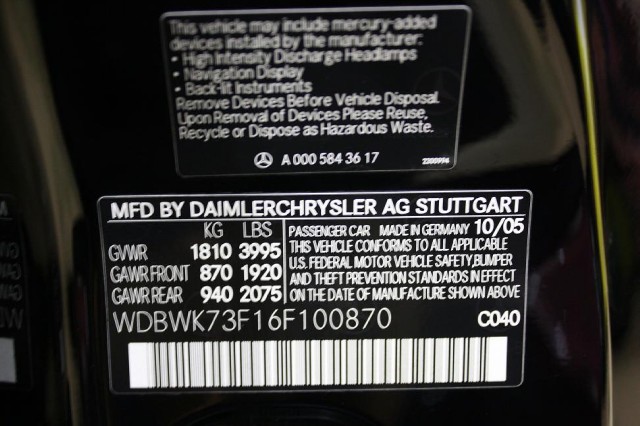 This vehicle may include mercury-added
devices installed by the manufacturer:
• High Intensity Discharge Headlamps
• Navigation Display
• Back-lit Instruments
Remove Devices Before Vehicle Disposal.
Upon Removal of Devices Please Reuse,
Recycle or Dispose as Hazardous Waste.
A 000 584 36 17
MFD BY DAIMLERCHRYSLER AG STUTTGART
KG LBS
GVWR 1810 3995
GAWR FRONT 870 1920
GAWR REAR 940 2075
PASSENGER CAR MADE IN GERMANY 10/05
THIS VEHICLE CONFORMS TO ALL APPLICABLE
U.S. FEDERAL MOTOR VEHICLE SAFETY,BUMPER
AND THEFT PREVENTION STANDARDS IN EFFECT
ON THE DATE OF MANUFACTURE SHOWN ABOVE
WDBWK73F16F100870 C040